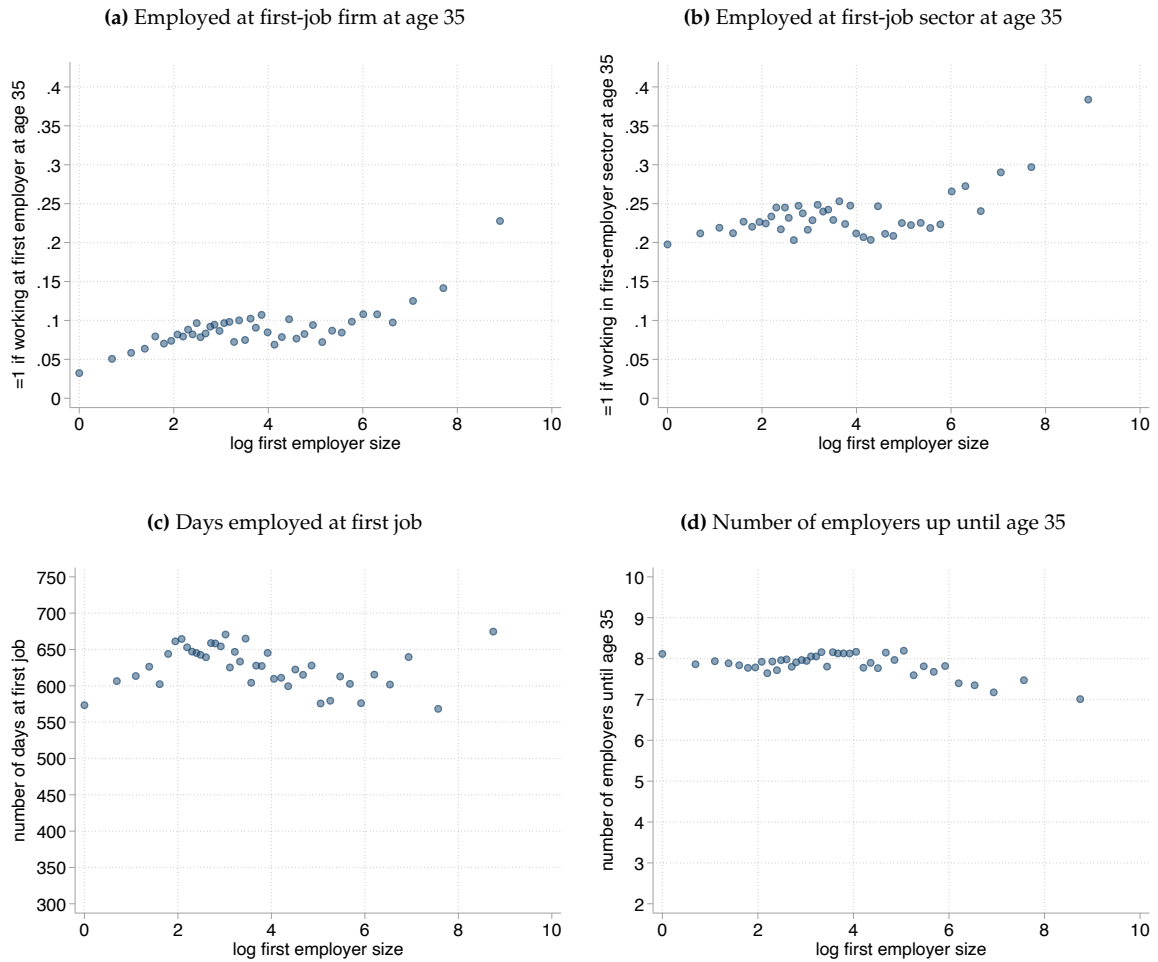 (a) Employed at first-job firm at age 35
=1 if working at first employer at age 35
.4
.35
.3
.25
.2
.15
.1
.05
0
0 2 4 6 8 10
log first employer size
(b) Employed at first-job sector at age 35
=1 if working in first-employer sector at age 35
.4
.35
.3
.25
.2
.15
.1
.05
0
0 2 4 6 8 10
log first employer size
(c) Days employed at first job
number of days at first job
750
700
650
600
550
500
450
400
350
300
0 2 4 6 8 10
log first employer size
(d) Number of employers up until age 35
number of employers until age 35
10
9
8
7
6
5
4
3
2
0 2 4 6 8 10
log first employer size